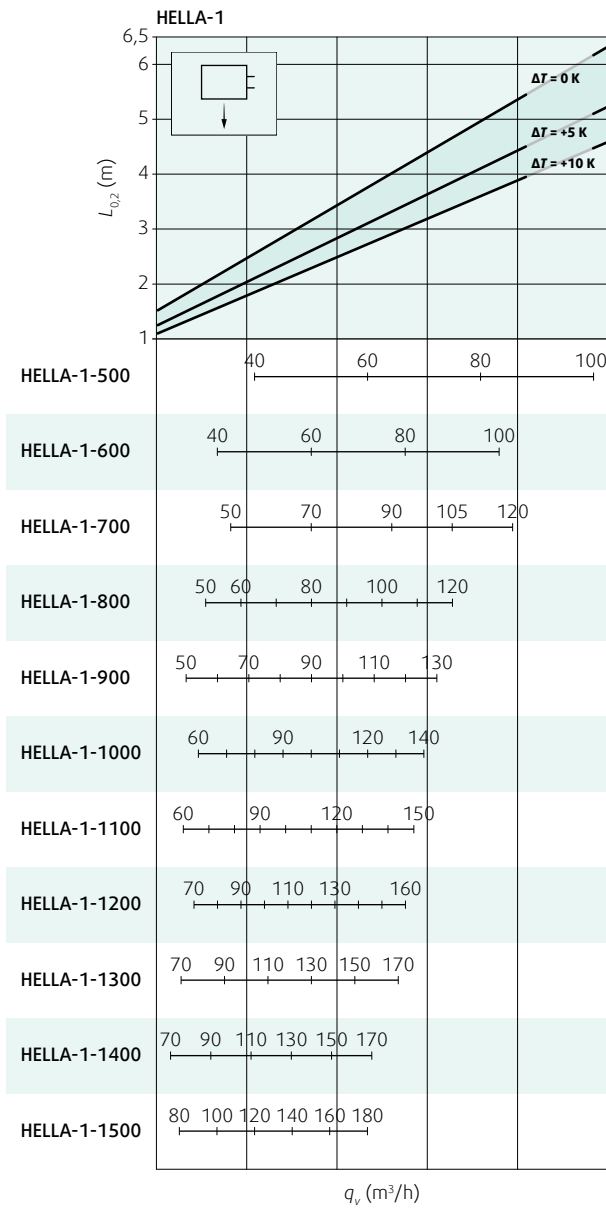 HELLA-1
6,5
6
5
4
3
2
1
L0,2 (m)
ΔT = 0 K
ΔT = +5 K
ΔT = +10 K
HELLA-1-500
40 60 80 100
HELLA-1-600
40 60 80 100
HELLA-1-700
50 70 90 105 120
HELLA-1-800
50 60 80 100 120
HELLA-1-900
50 70 90 110 130
HELLA-1-1000
60 90 120 140
HELLA-1-1100
60 90 120 150
HELLA-1-1200
70 90 110 130 160
HELLA-1-1300
70 90 110 130 150 170
HELLA-1-1400
70 90 110 130 150 170
HELLA-1-1500
80 100 120 140 160 180
qv (m³/h)